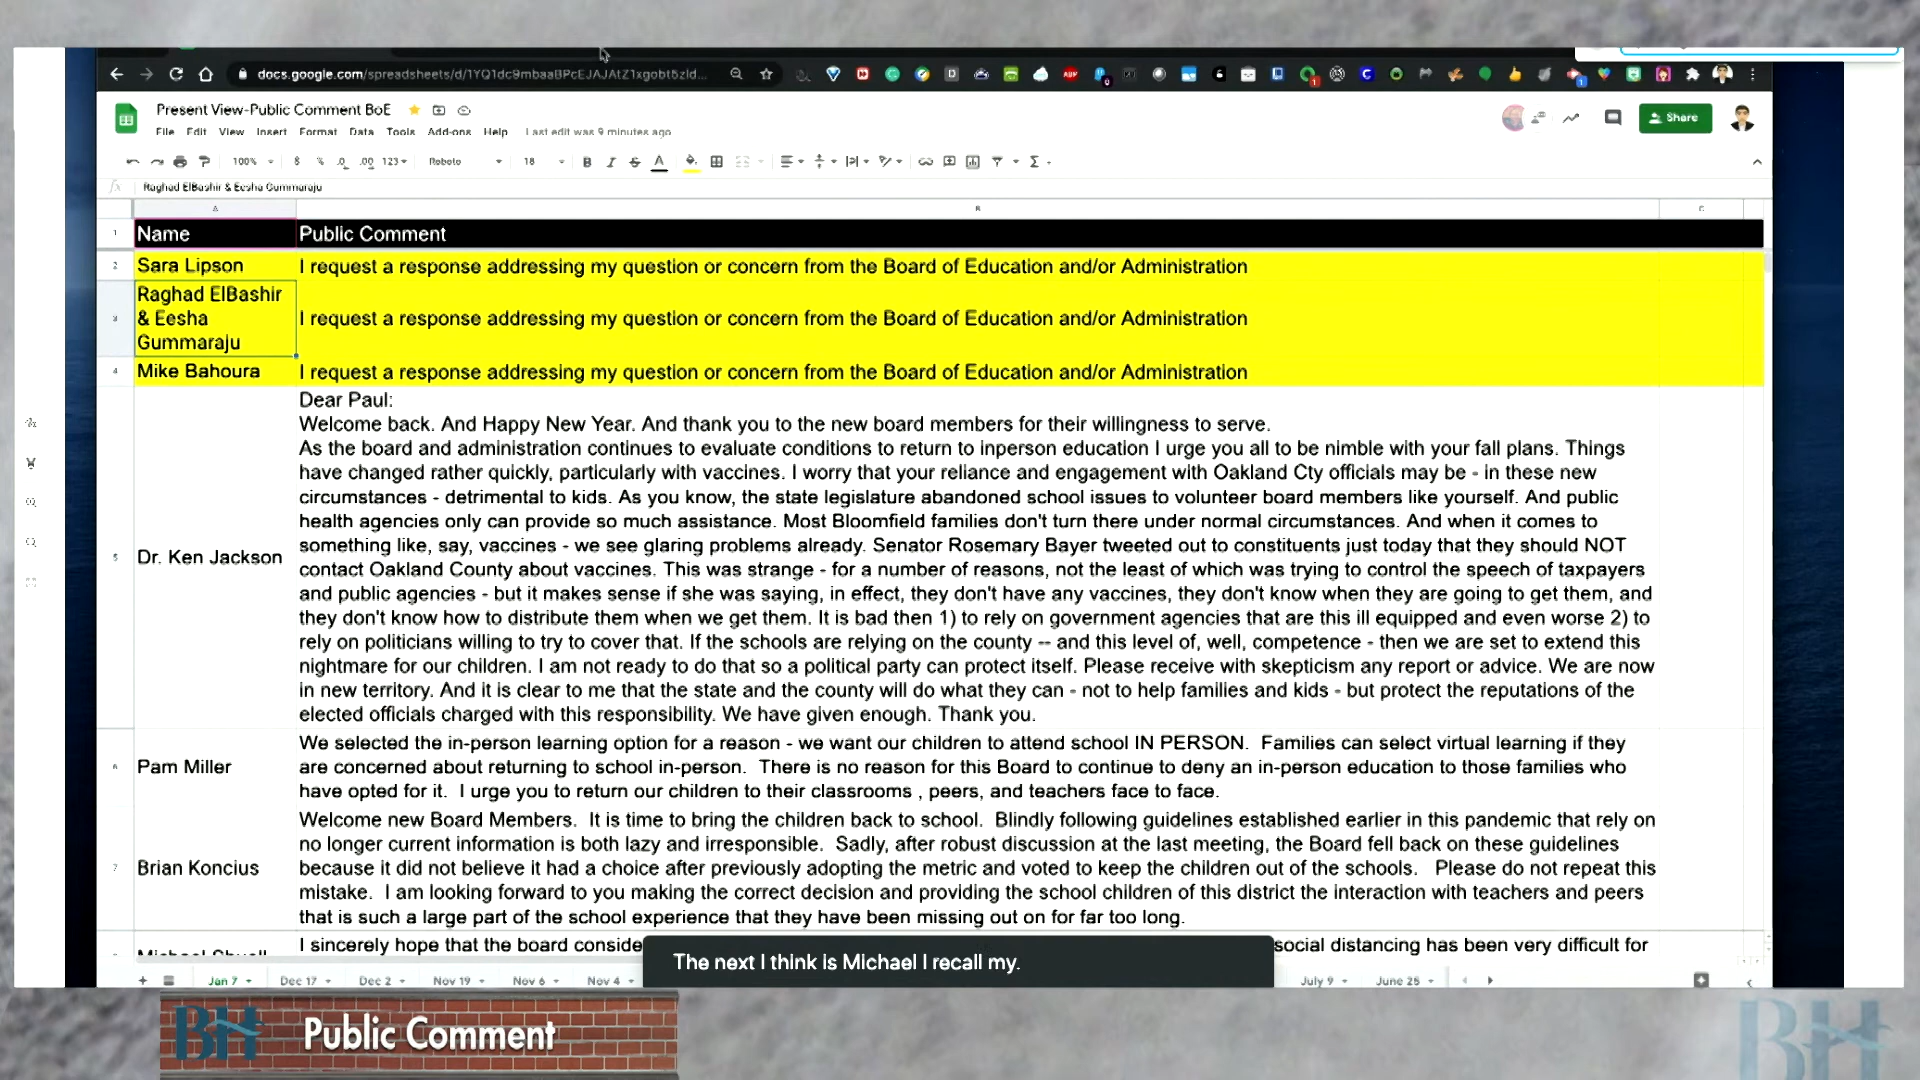 docs.google.com/spreadsheets/d/1YQ1dc9mbaaBPcEJAJAtZ1xgobt5zld...
Present View-Public Comment BoE
File Edit View Insert Format Data Tools Add-ons Help Last edit was 9 minutes ago
Share
100% $ % .0 .00 123 Roboto 18 B I S A
Raghad ElBashir & Eesha Gummaraju
A B C
1 Name Public Comment
2 Sara Lipson I request a response addressing my question or concern from the Board of Education and/or Administration
Raghad ElBashir
& Eesha
Gummaraju
3 I request a response addressing my question or concern from the Board of Education and/or Administration
4 Mike Bahoura I request a response addressing my question or concern from the Board of Education and/or Administration
5 Dr. Ken Jackson
Dear Paul:
Welcome back. And Happy New Year. And thank you to the new board members for their willingness to serve.
As the board and administration continues to evaluate conditions to return to inperson education I urge you all to be nimble with your fall plans. Things
have changed rather quickly, particularly with vaccines. I worry that your reliance and engagement with Oakland Cty officials may be - in these new
circumstances - detrimental to kids. As you know, the state legislature abandoned school issues to volunteer board members like yourself. And public
health agencies only can provide so much assistance. Most Bloomfield families don't turn there under normal circumstances. And when it comes to
something like, say, vaccines - we see glaring problems already. Senator Rosemary Bayer tweeted out to constituents just today that they should NOT
contact Oakland County about vaccines. This was strange - for a number of reasons, not the least of which was trying to control the speech of taxpayers
and public agencies - but it makes sense if she was saying, in effect, they don't have any vaccines, they don't know when they are going to get them, and
they don't know how to distribute them when we get them. It is bad then 1) to rely on government agencies that are this ill equipped and even worse 2) to
rely on politicians willing to try to cover that. If the schools are relying on the county -- and this level of, well, competence - then we are set to extend this
nightmare for our children. I am not ready to do that so a political party can protect itself. Please receive with skepticism any report or advice. We are now
in new territory. And it is clear to me that the state and the county will do what they can - not to help families and kids - but protect the reputations of the
elected officials charged with this responsibility. We have given enough. Thank you.
6 Pam Miller
We selected the in-person learning option for a reason - we want our children to attend school IN PERSON. Families can select virtual learning if they
are concerned about returning to school in-person. There is no reason for this Board to continue to deny an in-person education to those families who
have opted for it. I urge you to return our children to their classrooms , peers, and teachers face to face.
7 Brian Koncius
Welcome new Board Members. It is time to bring the children back to school. Blindly following guidelines established earlier in this pandemic that rely on
no longer current information is both lazy and irresponsible. Sadly, after robust discussion at the last meeting, the Board fell back on these guidelines
because it did not believe it had a choice after previously adopting the metric and voted to keep the children out of the schools. Please do not repeat this
mistake. I am looking forward to you making the correct decision and providing the school children of this district the interaction with teachers and peers
that is such a large part of the school experience that they have been missing out on for far too long.
I sincerely hope that the board conside social distancing has been very difficult for
The next I think is Michael I recall my.
Jan 7 Dec 17 Dec 2 Nov 19 Nov 6 Nov 4 July 9 June 25
BH Public Comment
BH